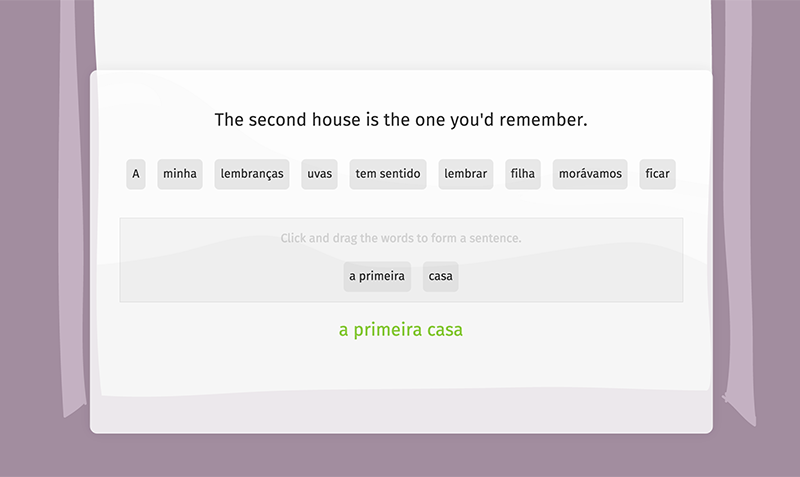 The second house is the one you'd remember.
A minha lembranças uvas tem sentido lembrar filha morávamos ficar
Click and drag the words to form a sentence.
a primeira casa
a primeira casa